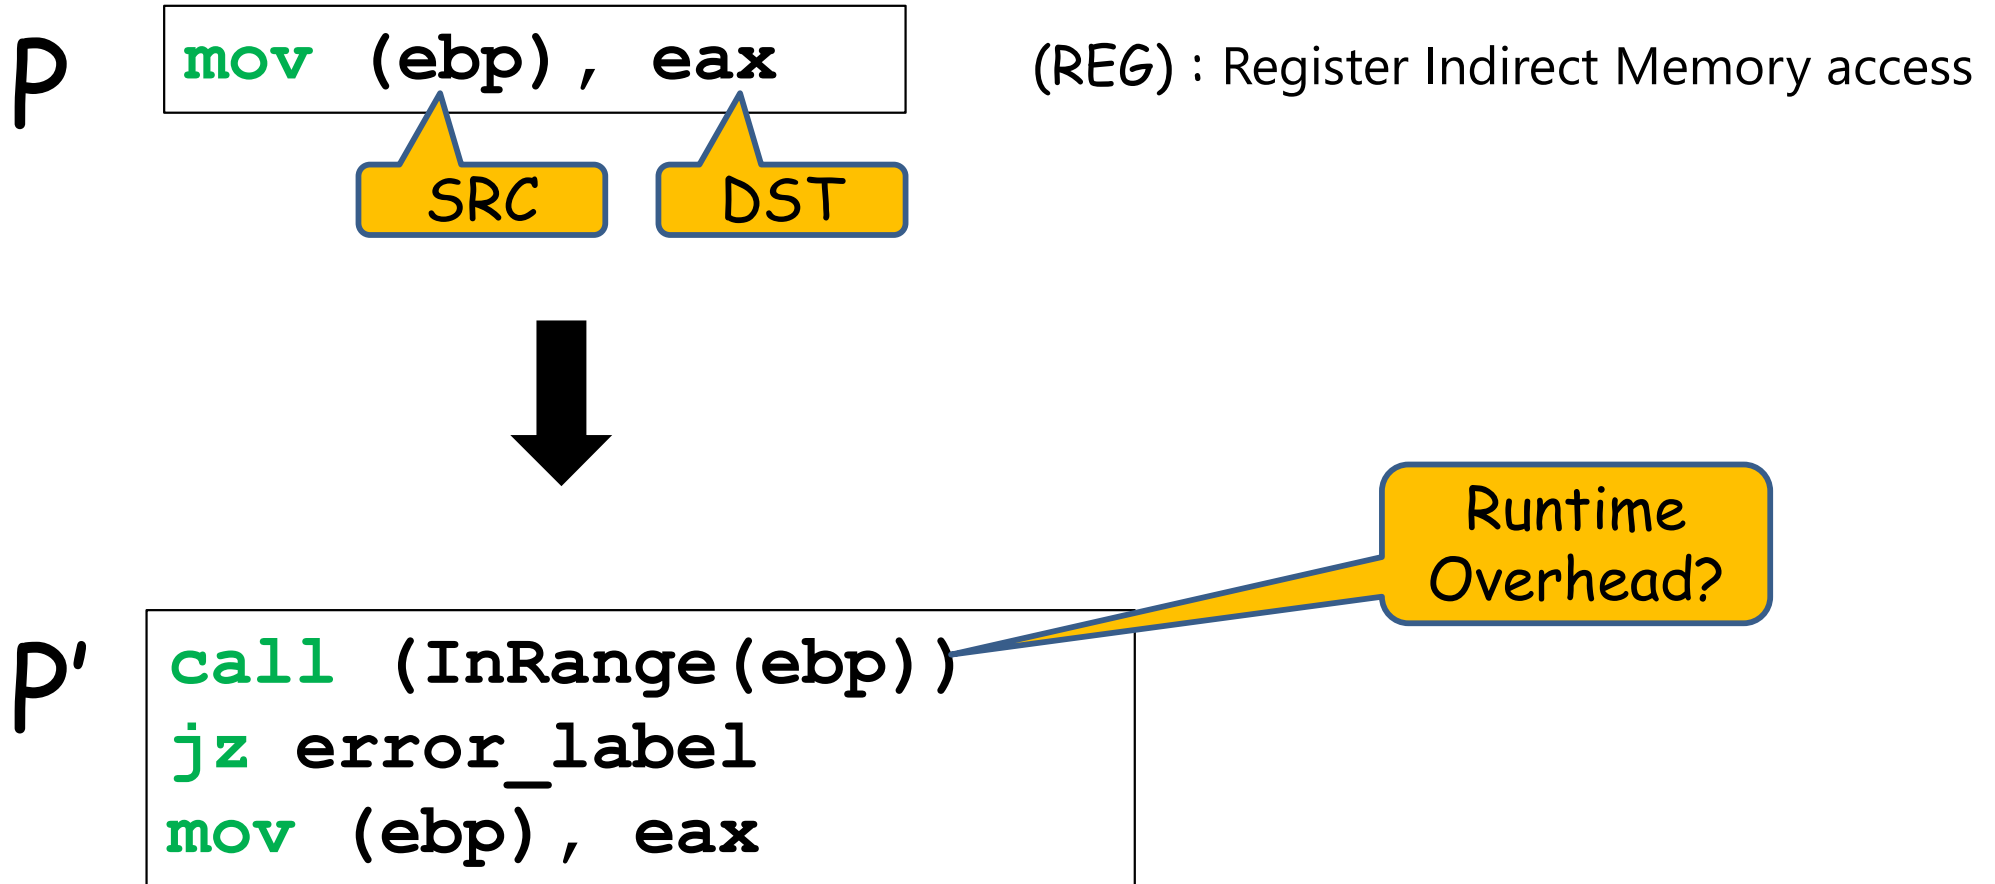 P
mov (ebp), eax
(REG) : Register Indirect Memory access
SRC
DST
Runtime
Overhead?
P'
call (InRange(ebp))
jz error_label
mov (ebp), eax